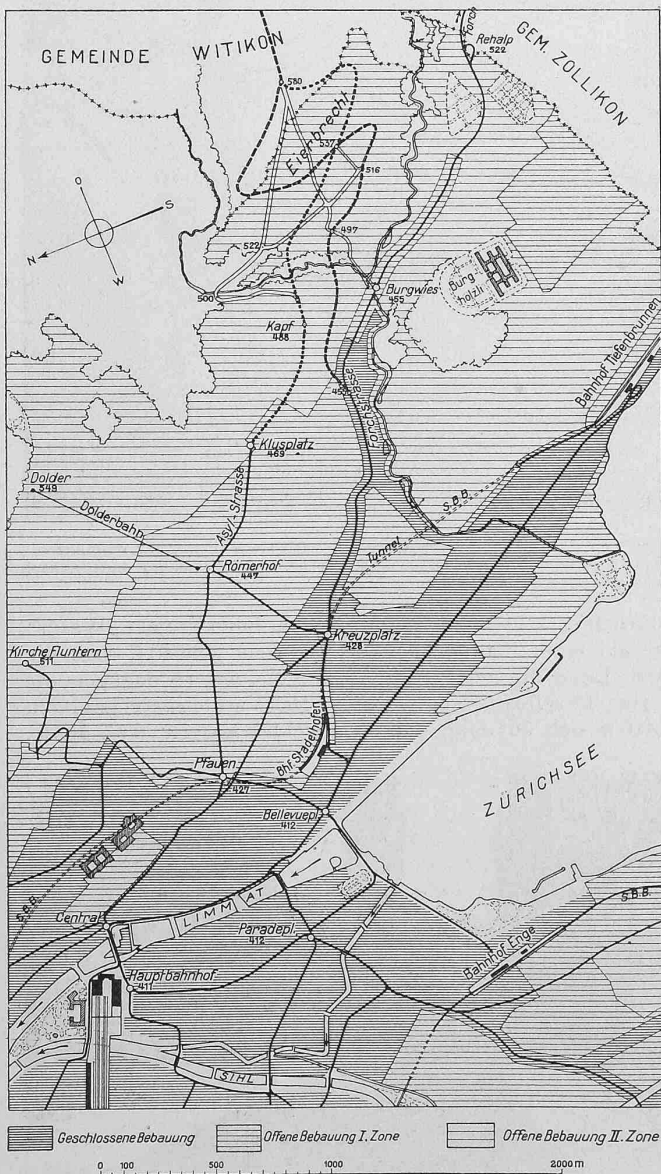 GEMEINDE WITIKON
Forch
Rehalp
522
GEM. ZOLLIKON
530
Eierbrecht
537
516
O
S
N
W
497
522
500
Burgwies
455
Burghölzli
Kapf
488
Bahnhof Tiefenbrunnen
Forchstrasse
Klusplatz
469
Dolder
549
Asyl-Strasse
S.B.B.
Dolderbahn
Tunnel
Römerhof
447
Kreuzplatz
428
Kirche Fluntern
511
Bhf Stadelhofen
Pfauen
427
ZÜRICHSEE
Bellevuepl.
412
S.B.B.
LIMMAT
Central
Paradepl.
412
S.B.B.
Bahnhof Enge
Hauptbahnhof
411
SIHL
Geschlossene Bebauung
Offene Bebauung I. Zone
Offene Bebauung II. Zone
0 100 500 1000 2000 m